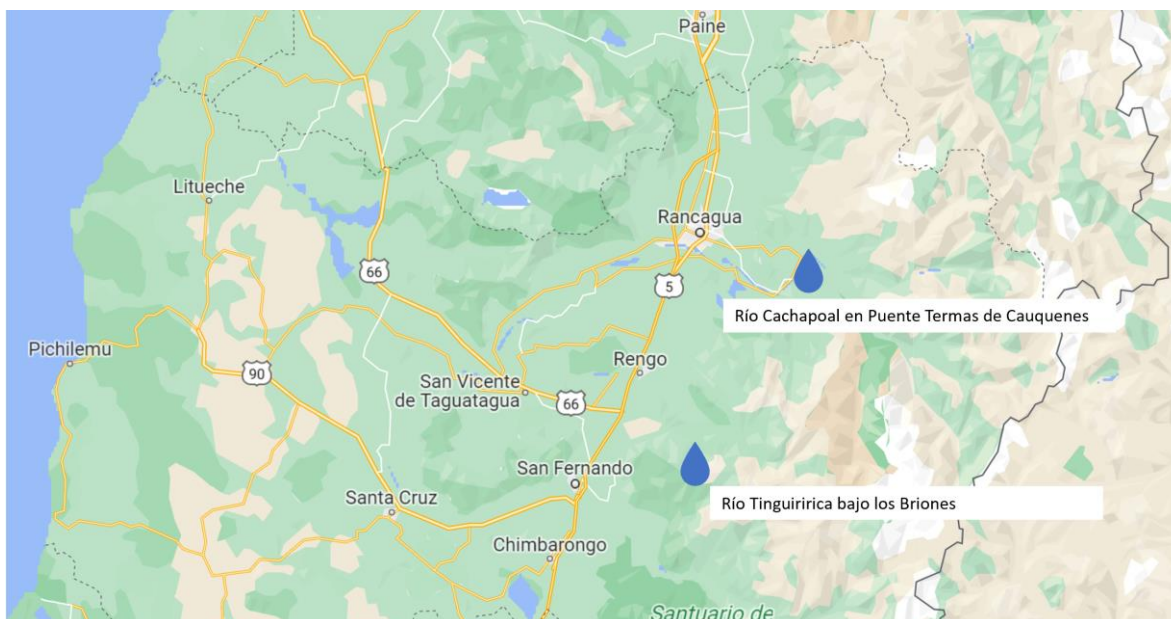 Paine
Litueche
Rancagua
66
5
Río Cachapoal en Puente Termas de Cauquenes
Pichilemu
90
Rengo
San Vicente
de Taguatagua
66
San Fernando
Río Tinguiririca bajo los Briones
Santa Cruz
Chimbarongo
Santuario de